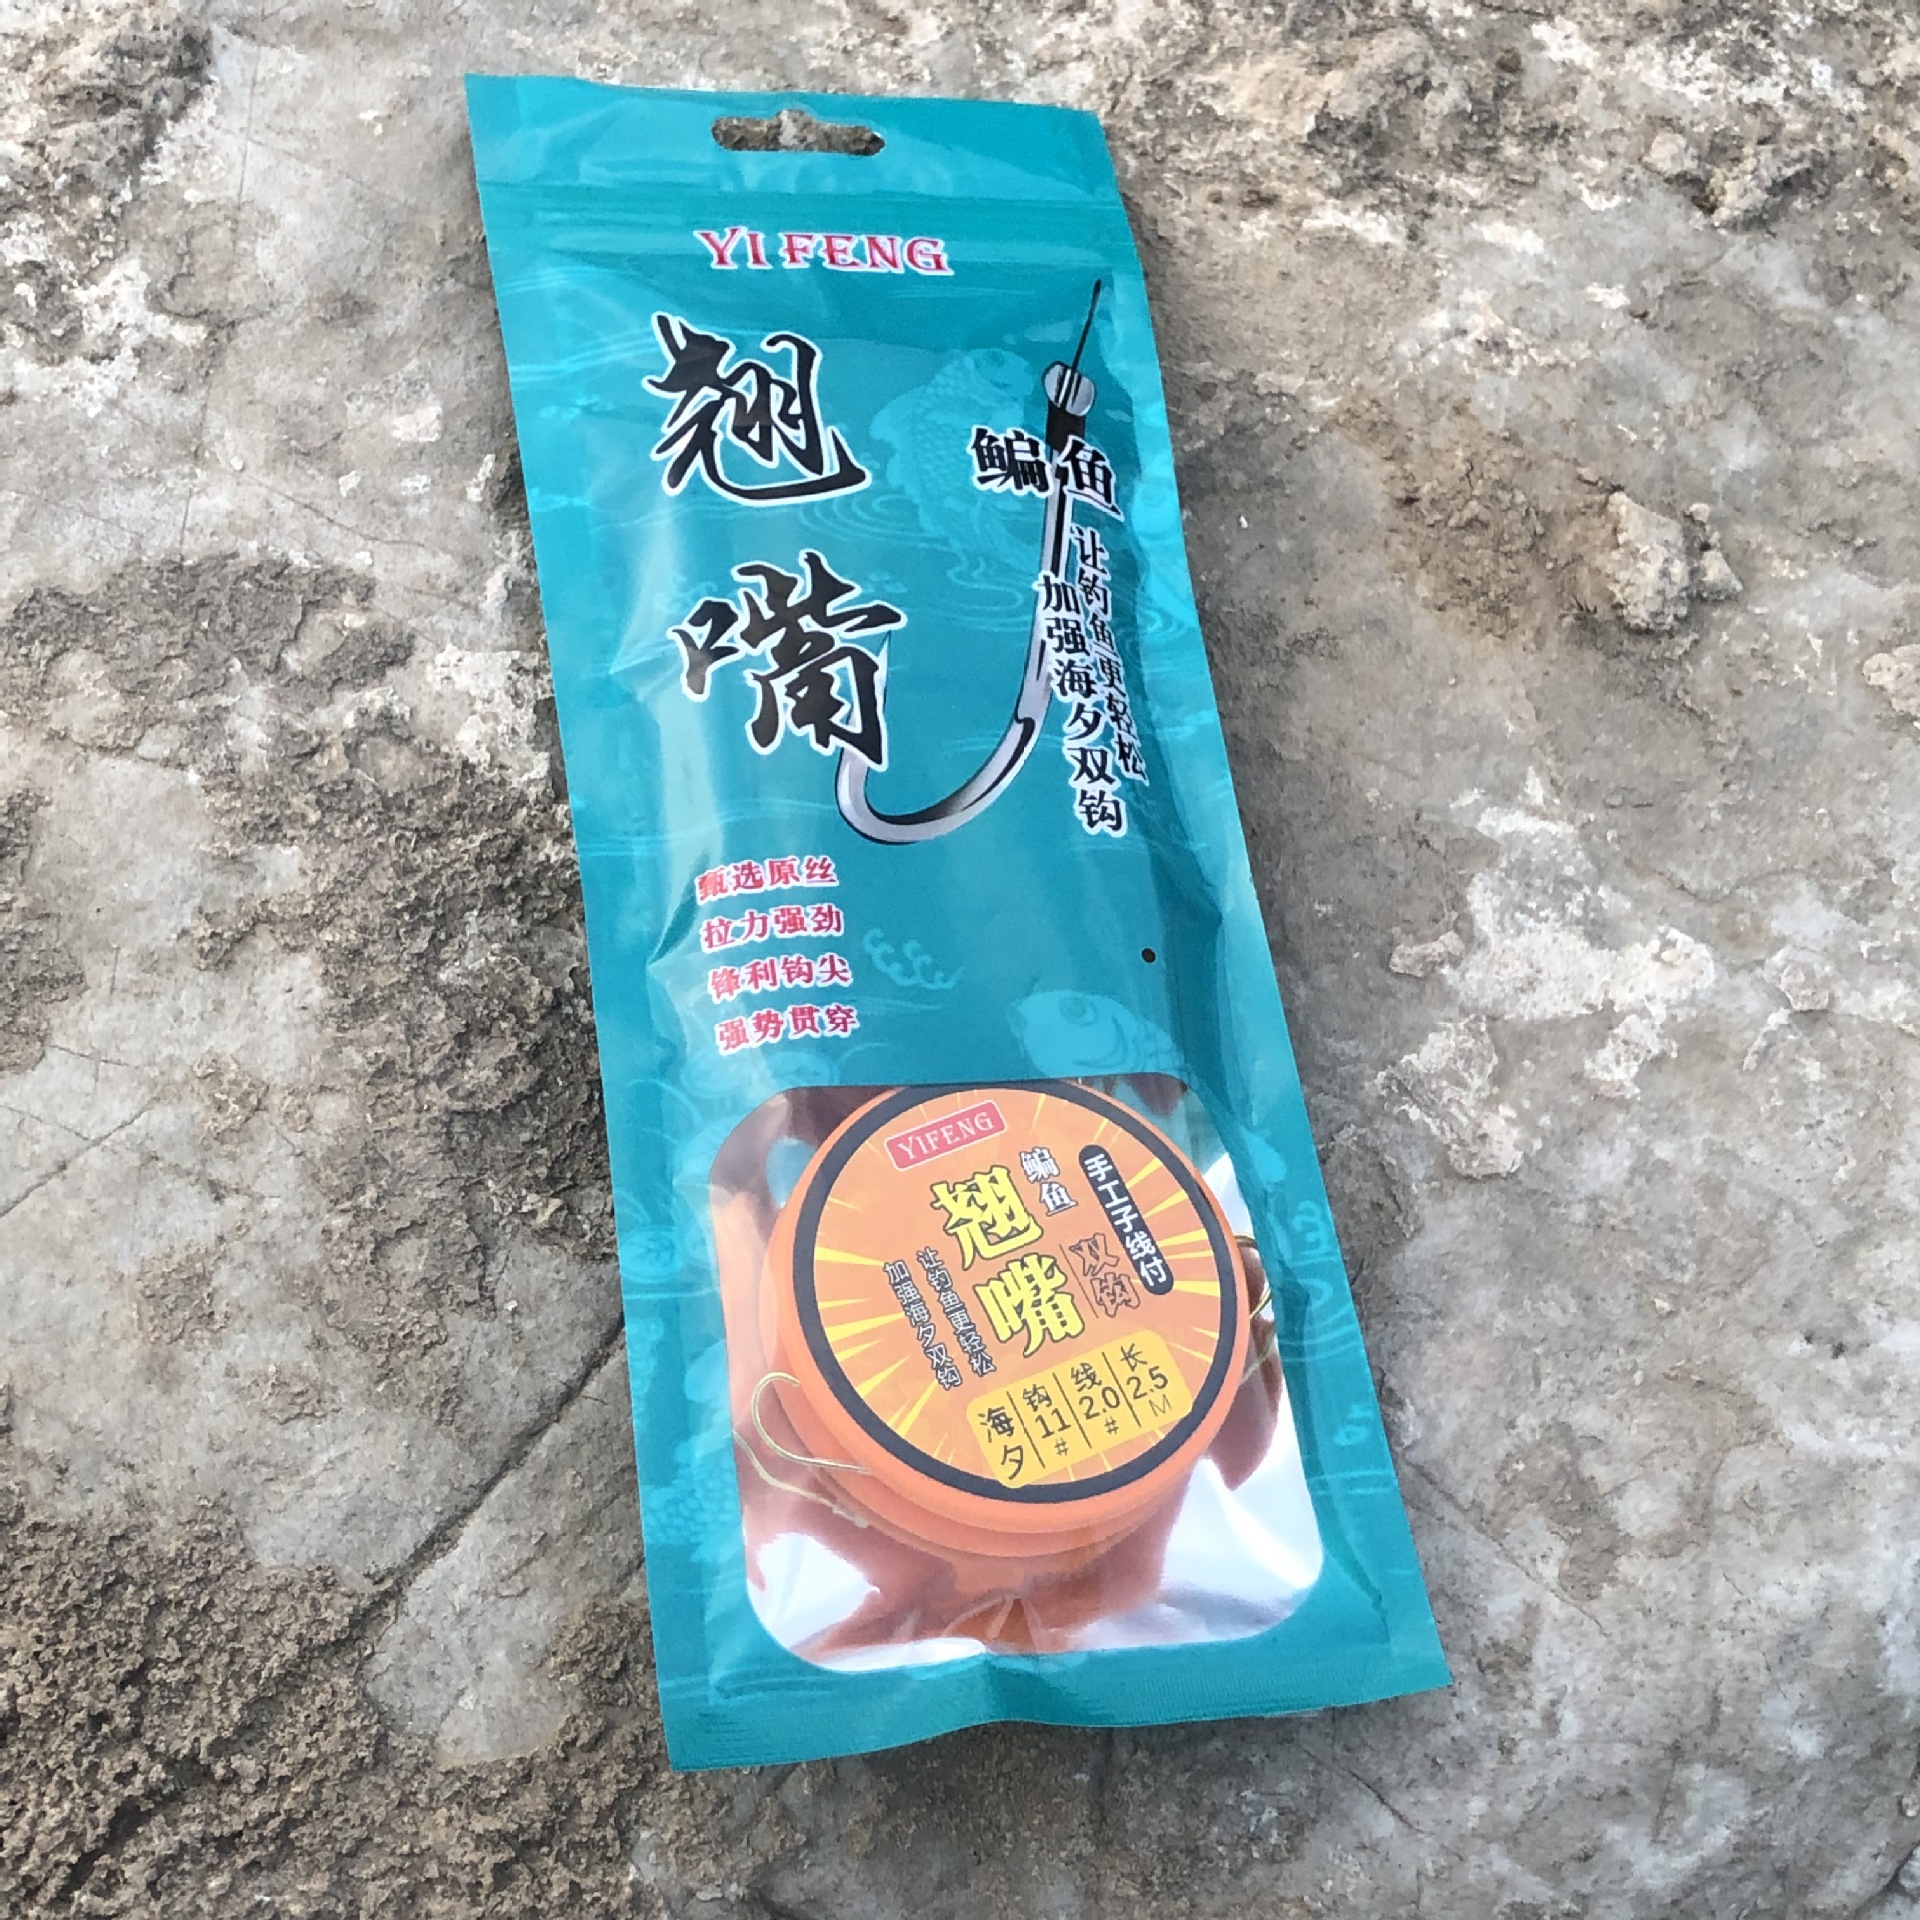 YI FENG
翘嘴
鳊鱼
让钓鱼更轻松
加强海夕双钩
甄选原丝
拉力强劲
锋利钩尖
强势贯穿
YIFENG
鳊鱼
翘嘴
双钩
手工子线付
让钓鱼更轻松
加强海夕双钩
海夕
钩 11 #
线 2.0 #
长 2.5 M